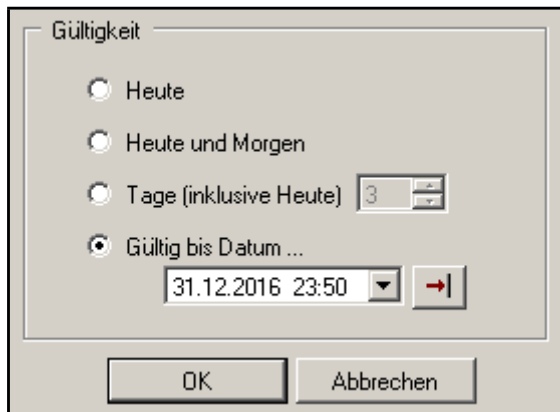 Gültigkeit
Heute
Heute und Morgen
Tage (inklusive Heute) 3
Gültig bis Datum ...
31.12.2016 23:50
OK Abbrechen